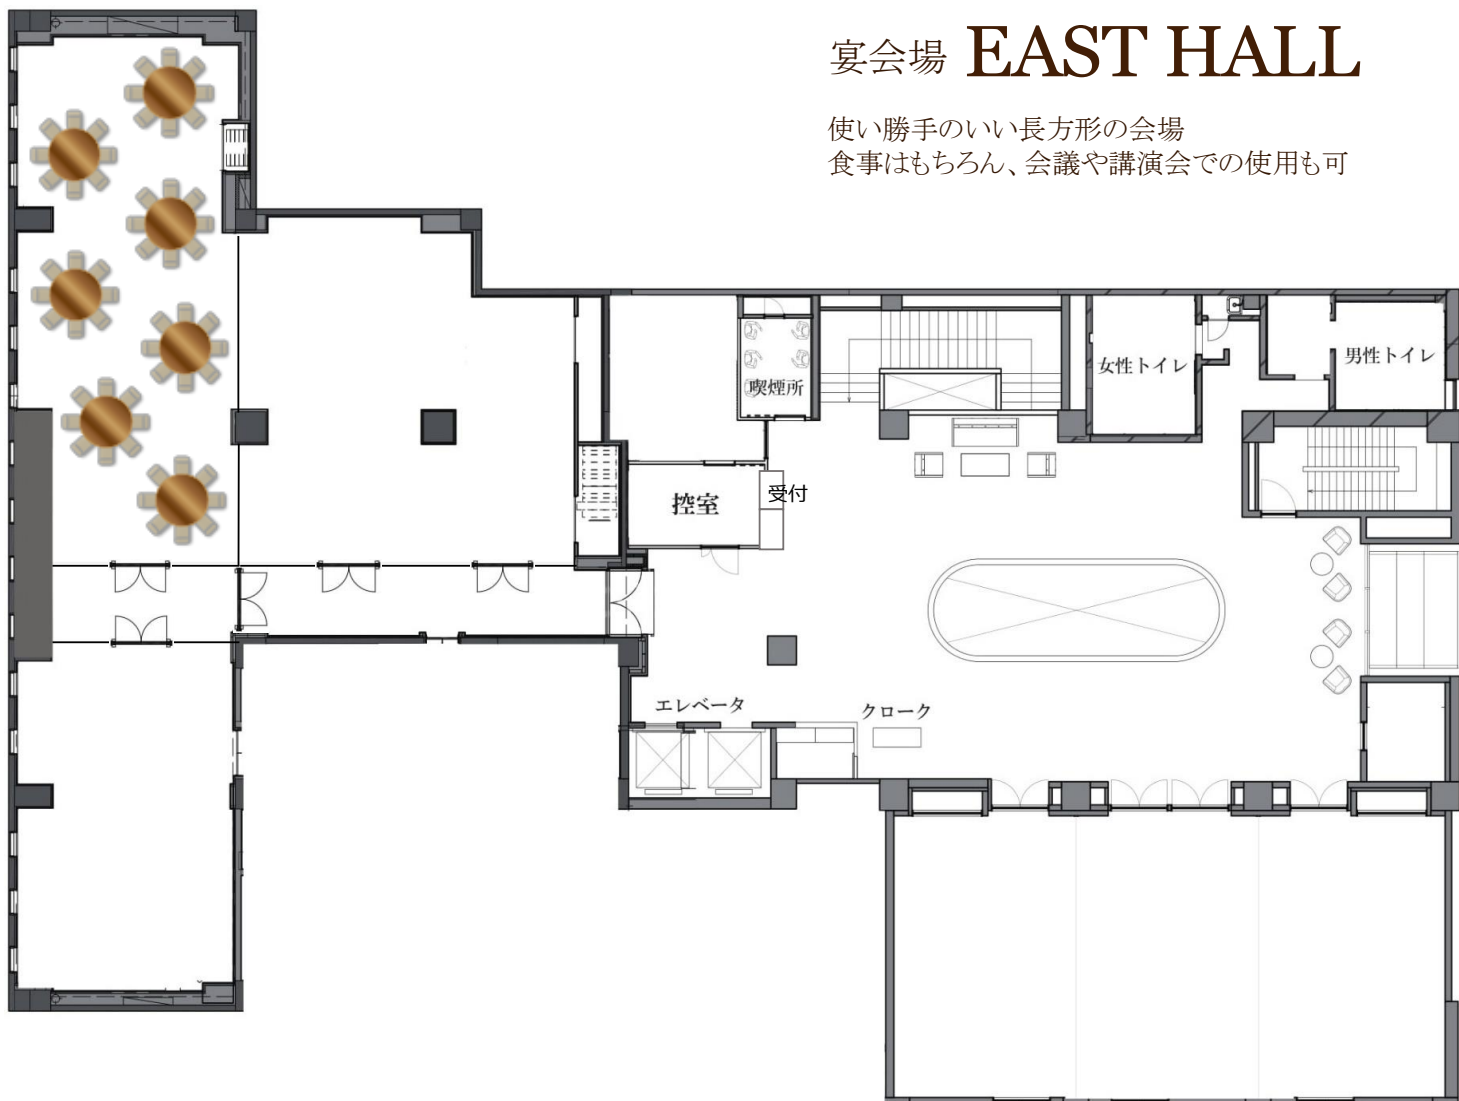 宴会場 EAST HALL
使い勝手のいい長方形の会場
食事はもちろん、会議や講演会での使用も可
女性トイレ
男性トイレ
喫煙所
控室
受付
エレベータ
クローク